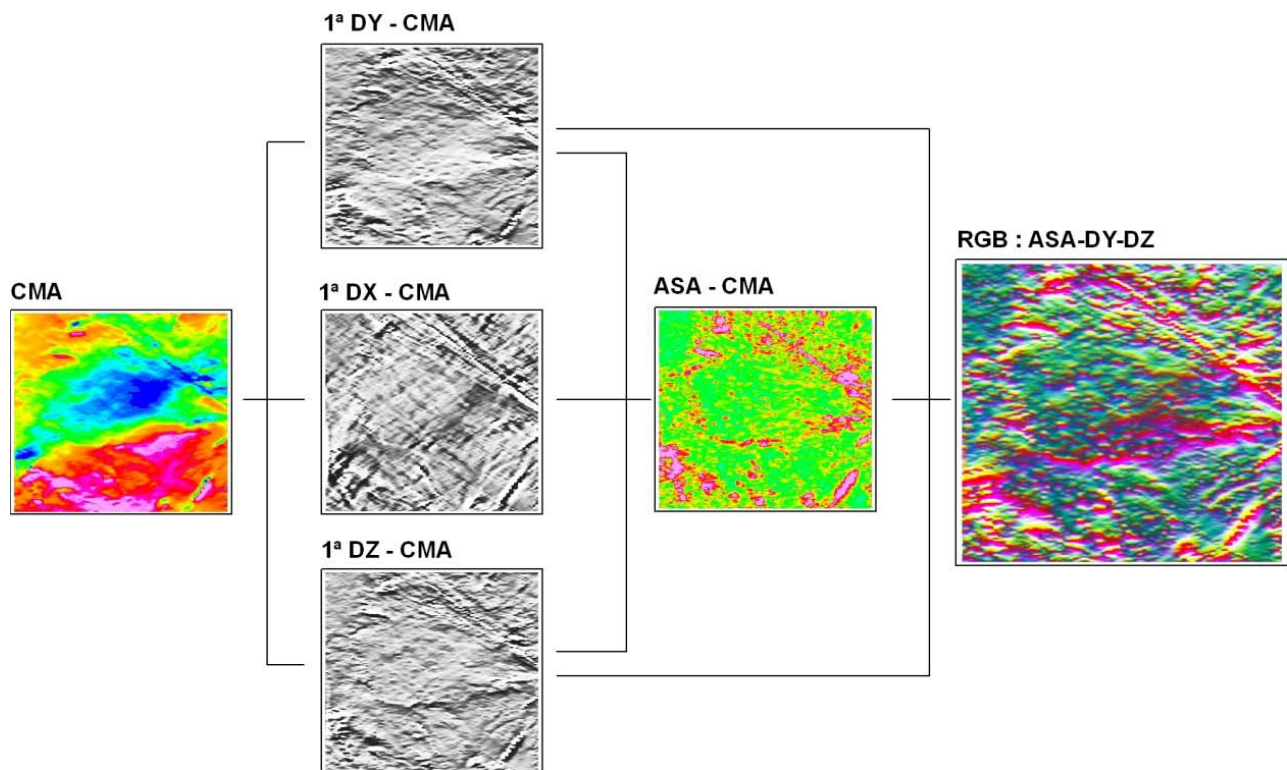 1ª DY - CMA
CMA
1ª DX - CMA
1ª DZ - CMA
ASA - CMA
RGB : ASA-DY-DZ